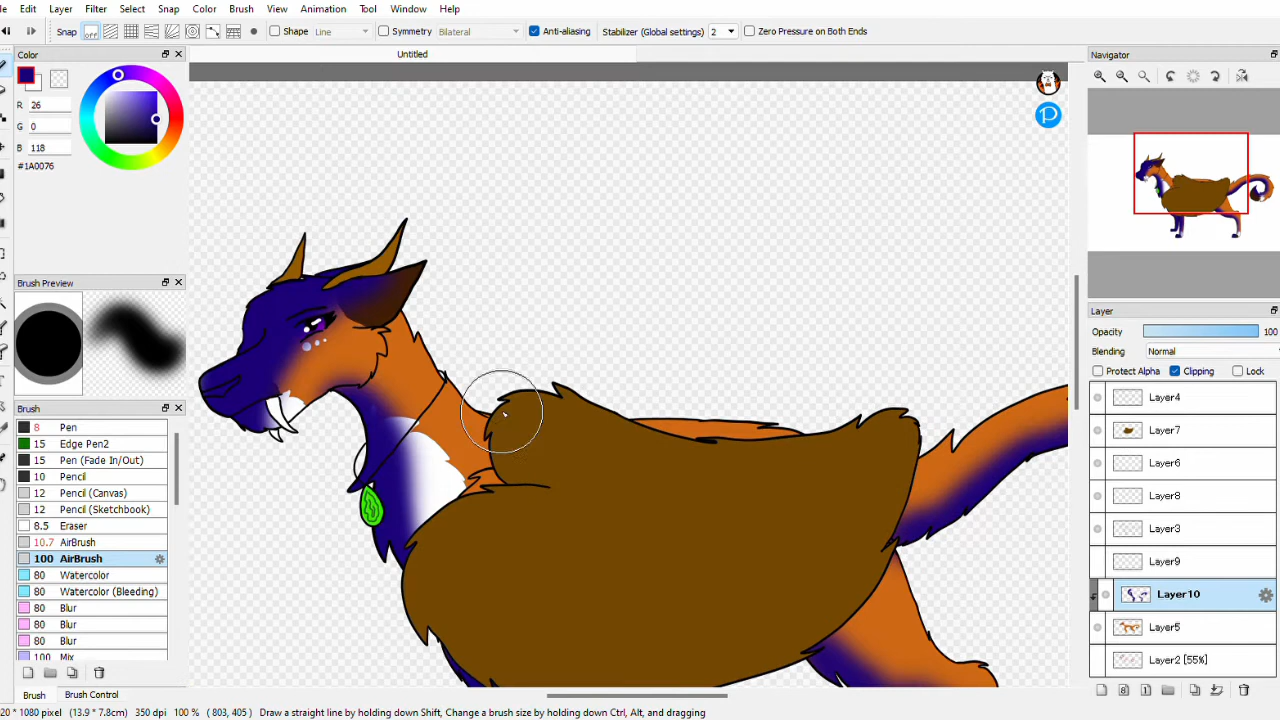 le Edit Layer Filter Select Snap Color Brush View Animation Tool Window Help
Snap OFF Shape Line Symmetry Bilateral Anti-aliasing Stabilizer (Global settings) 2 Zero Pressure on Both Ends
Color
Untitled
Navigator
R 26
G 0
B 118
#1A0076
Brush Preview
Brush
8 Pen
15 Edge Pen2
15 Pen (Fade In/Out)
10 Pencil
12 Pencil (Canvas)
12 Pencil (Sketchbook)
8.5 Eraser
10.7 AirBrush
100 AirBrush
80 Watercolor
80 Watercolor (Bleeding)
80 Blur
80 Blur
80 Blur
100 Mix
Brush Brush Control
Layer
Opacity 100
Blending Normal
Protect Alpha Clipping Lock
Layer4
Layer7
Layer6
Layer8
Layer3
Layer9
Layer10
Layer5
Layer2 [55%]
20 * 1080 pixel (13.9 * 7.8cm) 350 dpi 100 % ( 803, 405 ) Draw a straight line by holding down Shift, Change a brush size by holding down Ctrl, Alt, and dragging